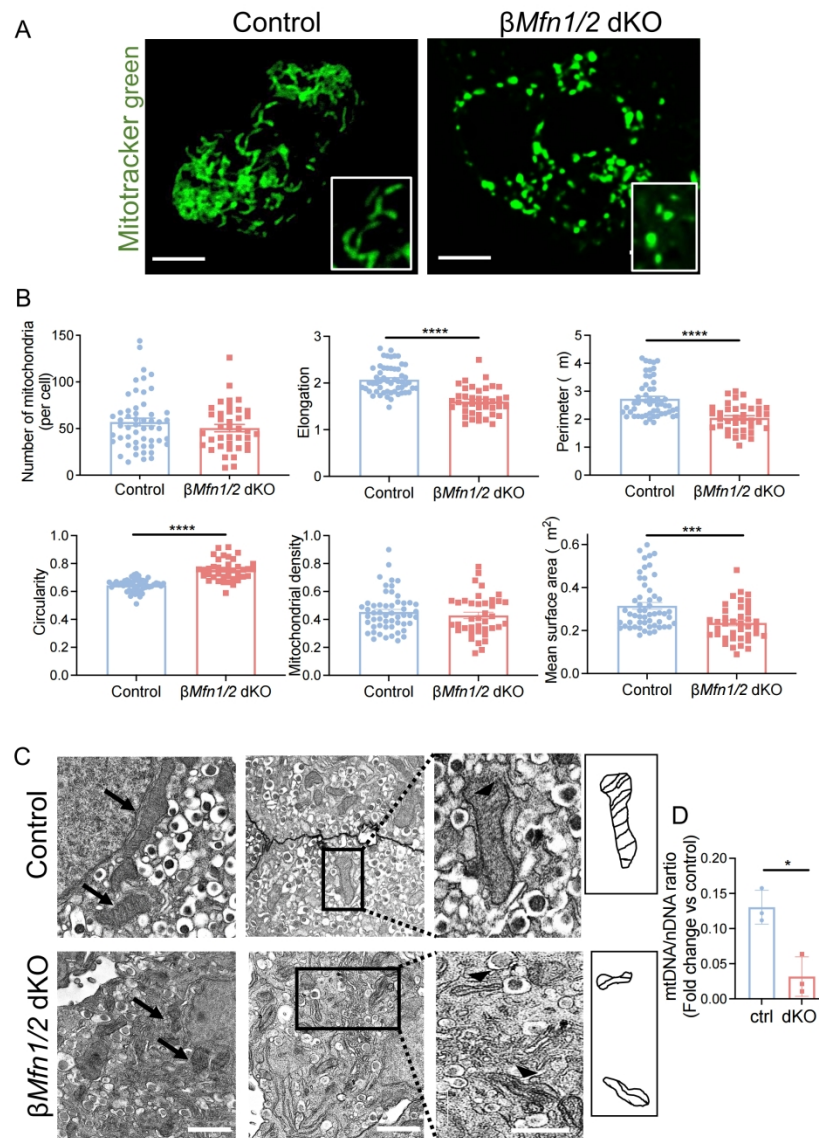 A
Control
βMfn1/2 dKO
Mitotracker green
B
Number of mitochondria
(per cell)
150
100
50
0
Control
βMfn1/2 dKO
Elongation
3
2
1
0
****
Control
βMfn1/2 dKO
Perimeter ( m)
5
4
3
2
1
0
****
Control
βMfn1/2 dKO
Circularity
1.0
0.8
0.6
0.4
0.2
0.0
****
Control
βMfn1/2 dKO
Mitochondrial density
1.0
0.8
0.6
0.4
0.2
0.0
Control
βMfn1/2 dKO
Mean surface area ( m²)
0.6
0.4
0.2
0.0
***
Control
βMfn1/2 dKO
C
Control
βMfn1/2 dKO
D
mtDNA/nDNA rartio
(Fold change vs control)
0.20
0.15
0.10
0.05
0.00
*
ctrl
dKO